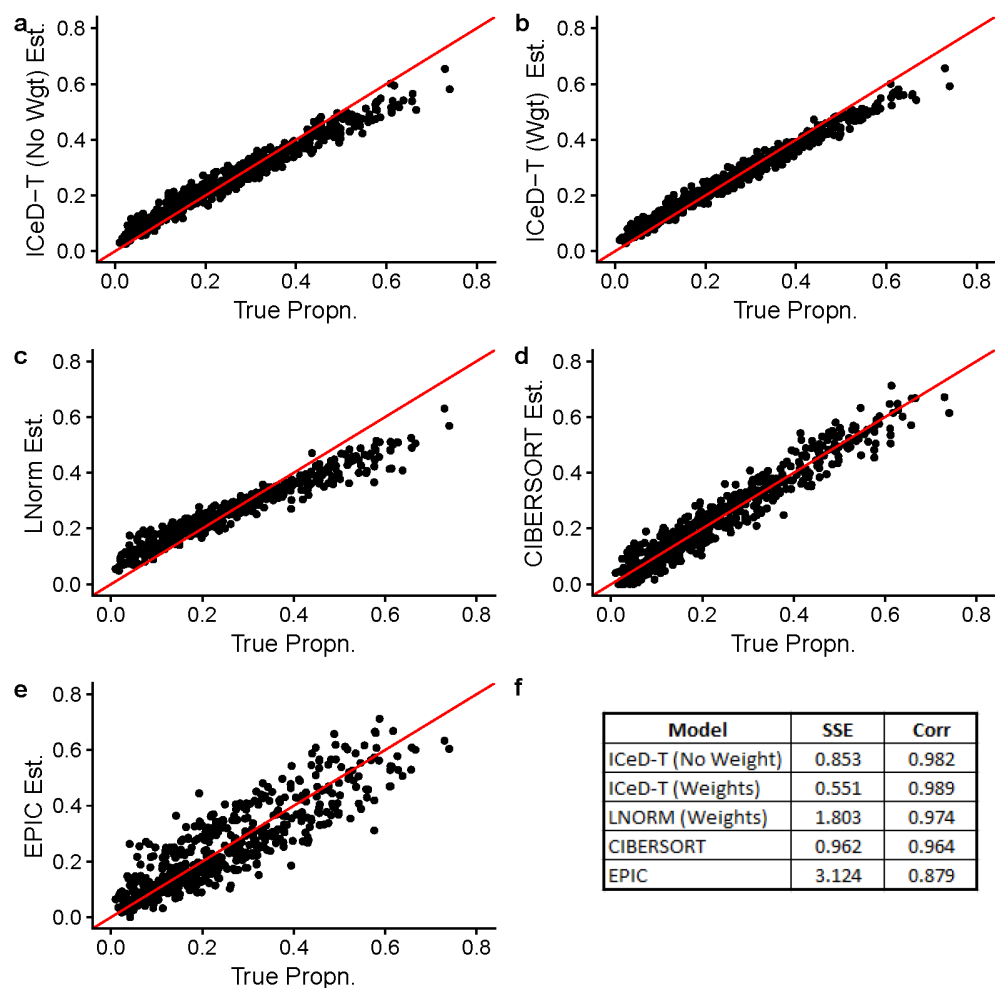 a
ICeD-T (No Wgt) Est.
0.8
0.6
0.4
0.2
0.0
0.0 0.2 0.4 0.6 0.8
True Propn.
b
ICeD-T (Wgt) Est.
0.8
0.6
0.4
0.2
0.0
0.0 0.2 0.4 0.6 0.8
True Propn.
c
LNorm Est.
0.8
0.6
0.4
0.2
0.0
0.0 0.2 0.4 0.6 0.8
True Propn.
d
CIBERSORT Est.
0.8
0.6
0.4
0.2
0.0
0.0 0.2 0.4 0.6 0.8
True Propn.
e
EPIC Est.
0.8
0.6
0.4
0.2
0.0
0.0 0.2 0.4 0.6 0.8
True Propn.
f
Model SSE Corr
ICeD-T (No Weight) 0.853 0.982
ICeD-T (Weights) 0.551 0.989
LNORM (Weights) 1.803 0.974
CIBERSORT 0.962 0.964
EPIC 3.124 0.879